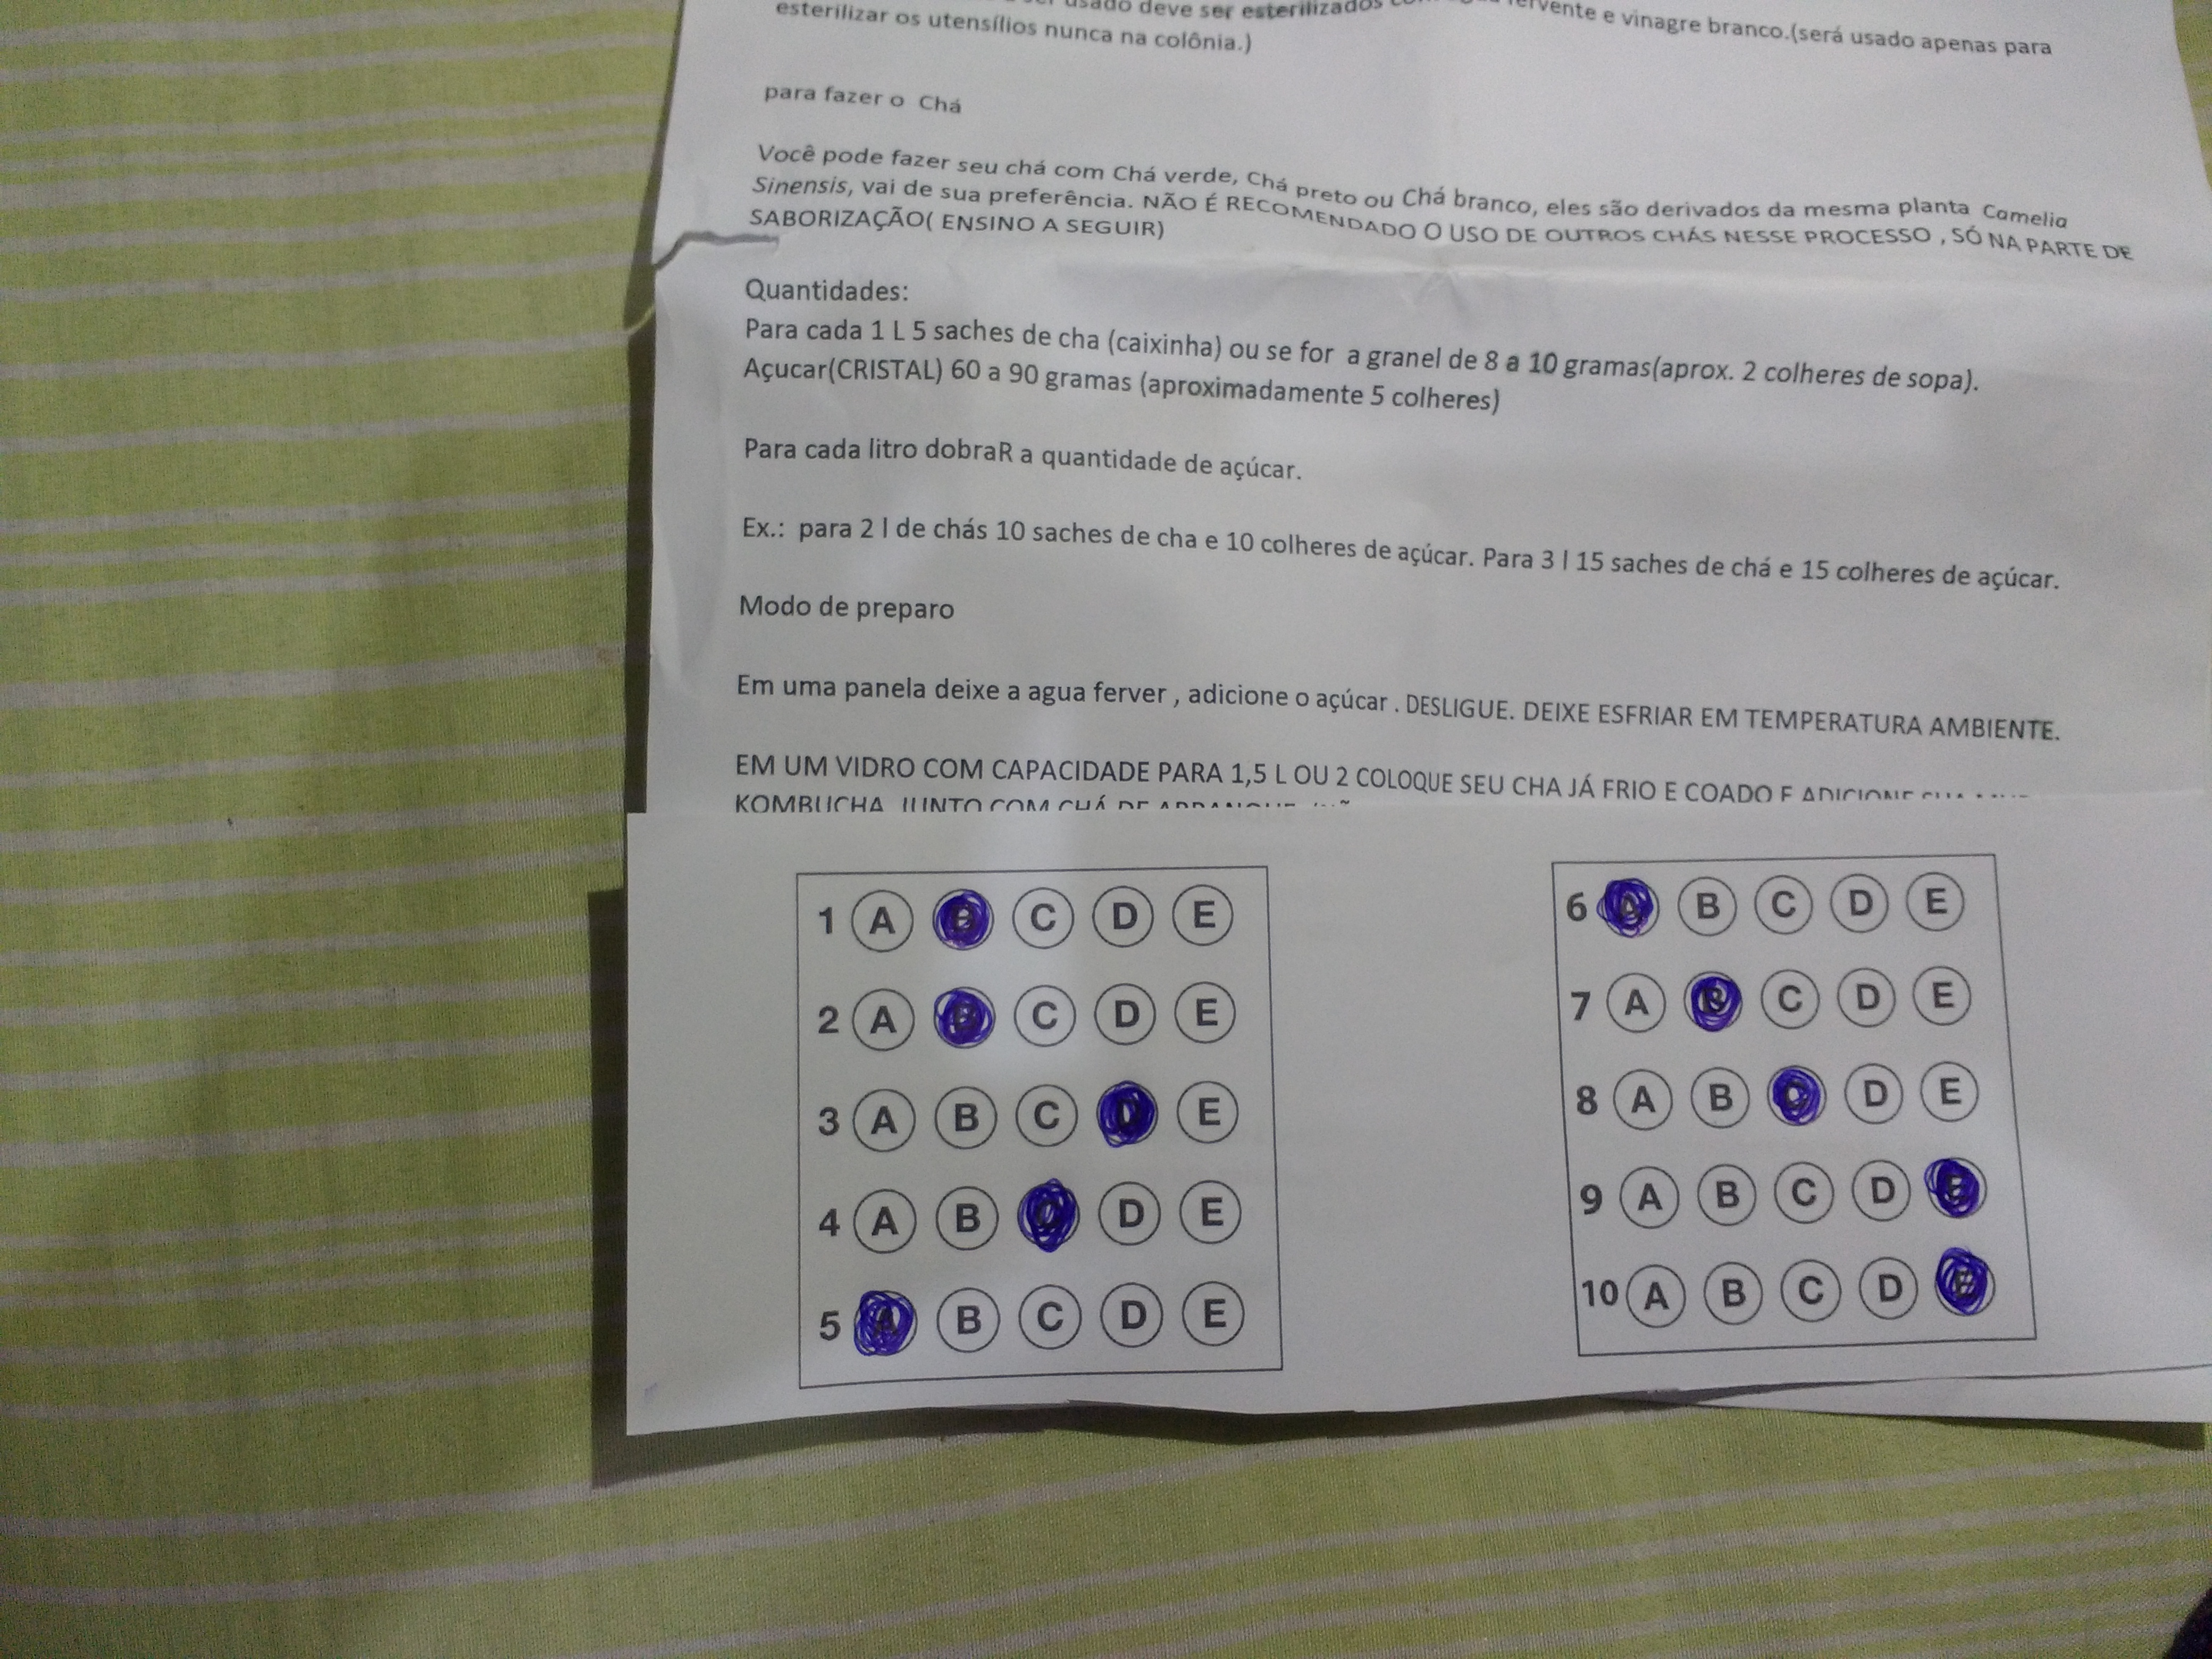 usado deve ser esterilizados fervente e vinagre branco.(será usado apenas para
esterilizar os utensílios nunca na colônia.)
para fazer o Chá
Você pode fazer seu chá com Chá verde, Chá preto ou Chá branco, eles são derivados da mesma planta Camelia
Sinensis, vai de sua preferência. NÃO É RECOMENDADO O USO DE OUTROS CHÁS NESSE PROCESSO , SÓ NA PARTE DE
SABORIZAÇÃO( ENSINO A SEGUIR)
Quantidades:
Para cada 1 L 5 saches de cha (caixinha) ou se for a granel de 8 a 10 gramas(aprox. 2 colheres de sopa).
Açucar(CRISTAL) 60 a 90 gramas (aproximadamente 5 colheres)
Para cada litro dobraR a quantidade de açúcar.
Ex.: para 2 l de chás 10 saches de cha e 10 colheres de açúcar. Para 3 l 15 saches de chá e 15 colheres de açúcar.
Modo de preparo
Em uma panela deixe a agua ferver , adicione o açúcar . DESLIGUE. DEIXE ESFRIAR EM TEMPERATURA AMBIENTE.
EM UM VIDRO COM CAPACIDADE PARA 1,5 L OU 2 COLOQUE SEU CHA JÁ FRIO E COADO E ADICIONE
KOMBUCHA JUNTO COM CHÁ DE ARRANQUE
1 A B C D E
2 A B C D E
3 A B C D E
4 A B C D E
5 A B C D E
6 A B C D E
7 A B C D E
8 A B C D E
9 A B C D E
10 A B C D E